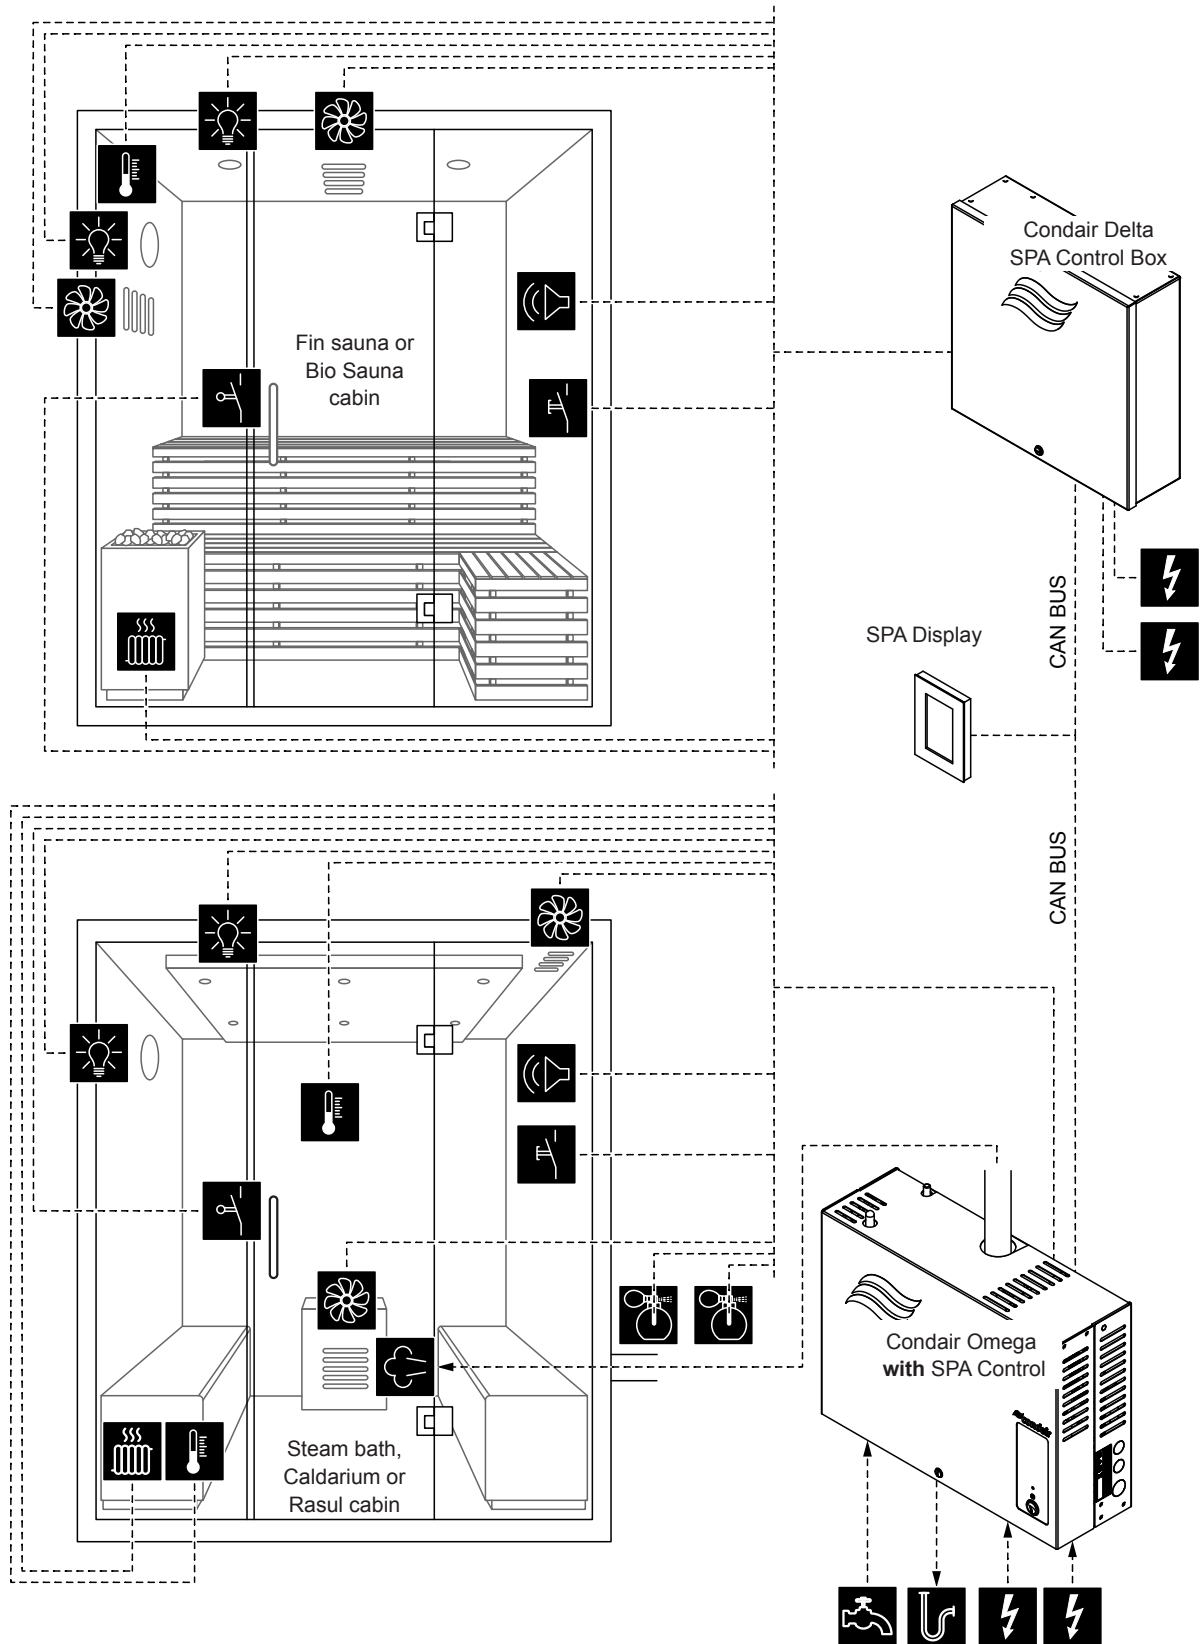 Condair Delta
SPA Control Box
Fin sauna or
Bio Sauna
cabin
CAN BUS
SPA Display
CAN BUS
Condair Omega
with SPA Control
Steam bath,
Caldarium or
Rasul cabin